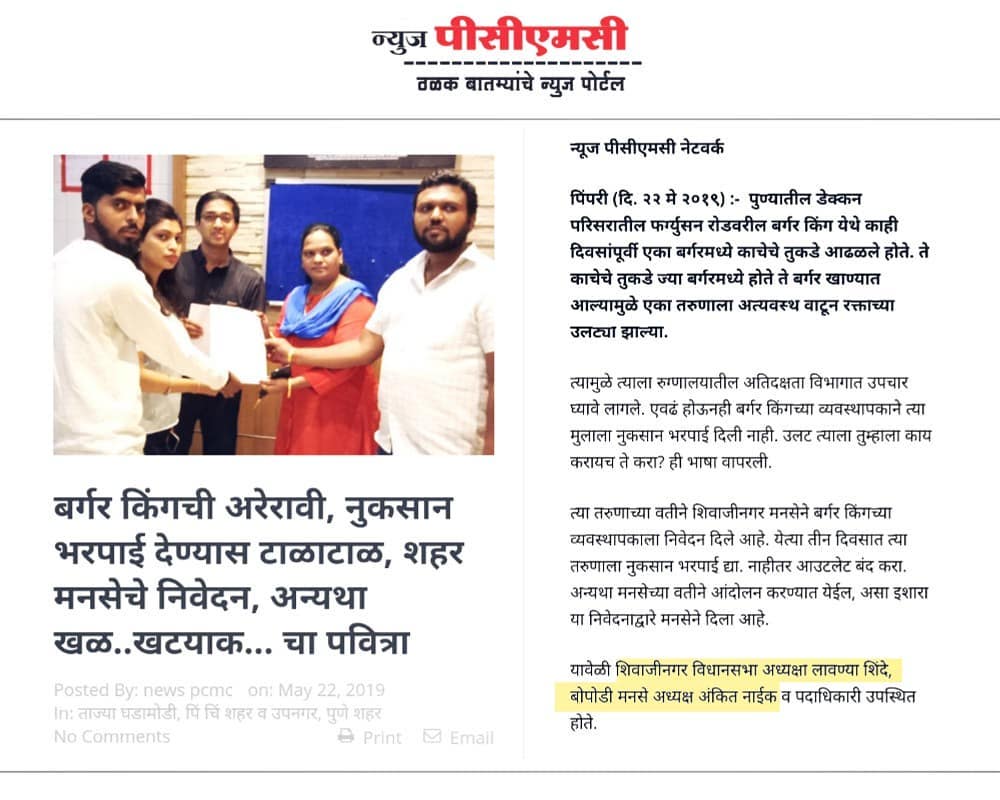 न्युज पीसीएमसी
ठळक बातम्यांचे न्युज पोर्टल
बर्गर किंगची अरेरावी, नुकसान
भरपाई देण्यास टाळाटाळ, शहर
मनसेचे निवेदन, अन्यथा
खळ..खटयाक... चा पवित्रा
Posted By: news pcmc on: May 22, 2019
In: ताज्या घडामोडी, पिं चिं शहर व उपनगर, पुणे शहर
No Comments
Print
Email
न्यूज पीसीएमसी नेटवर्क
पिंपरी (दि. २२ मे २०१९) :- पुण्यातील डेक्कन
परिसरातील फर्ग्युसन रोडवरील बर्गर किंग येथे काही
दिवसांपूर्वी एका बर्गरमध्ये काचेचे तुकडे आढळले होते. ते
काचेचे तुकडे ज्या बर्गरमध्ये होते ते बर्गर खाण्यात
आल्यामुळे एका तरुणाला अत्यवस्थ वाटून रक्ताच्या
उलट्या झाल्या.
त्यामुळे त्याला रुग्णालयातील अतिदक्षता विभागात उपचार
घ्यावे लागले. एवढं होऊनही बर्गर किंगच्या व्यवस्थापकाने त्या
मुलाला नुकसान भरपाई दिली नाही. उलट त्याला तुम्हाला काय
करायच ते करा? ही भाषा वापरली.
त्या तरुणाच्या वतीने शिवाजीनगर मनसेने बर्गर किंगच्या
व्यवस्थापकाला निवेदन दिले आहे. येत्या तीन दिवसात त्या
तरुणाला नुकसान भरपाई द्या. नाहीतर आउटलेट बंद करा.
अन्यथा मनसेच्या वतीने आंदोलन करण्यात येईल, असा इशारा
या निवेदनाद्वारे मनसेने दिला आहे.
यावेळी शिवाजीनगर विधानसभा अध्यक्षा लावण्या शिंदे,
बोपोडी मनसे अध्यक्ष अंकित नाईक व पदाधिकारी उपस्थित
होते.